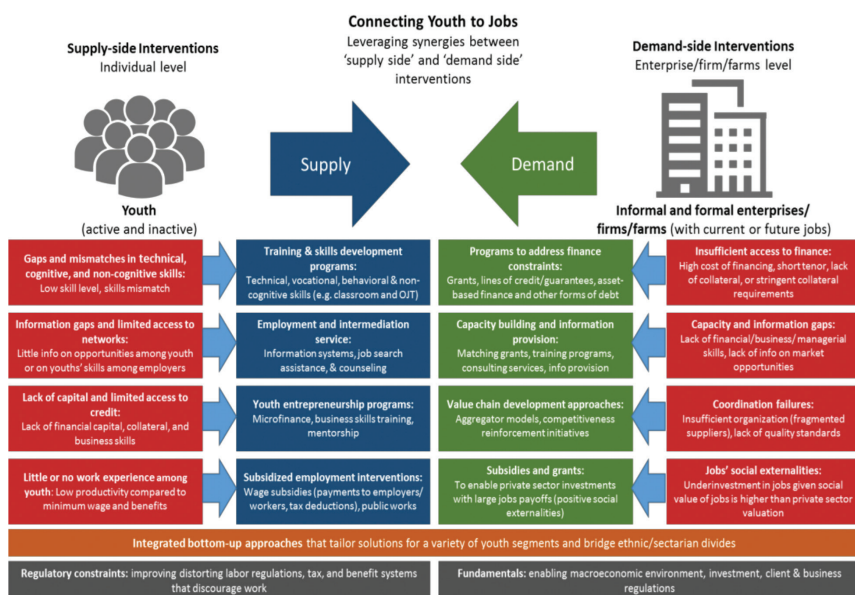 Connecting Youth to Jobs
Leveraging synergies between
‘supply side’ and ‘demand side’
interventions
Supply-side Interventions
Individual level
Demand-side Interventions
Enterprise/firm/farms level
Supply
Demand
Youth
(active and inactive)
Informal and formal enterprises/
firms/farms (with current or future jobs)
Gaps and mismatches in technical,
cognitive, and non-cognitive skills:
Low skill level, skills mismatch
Training & skills development
programs:
Technical, vocational, behavioral & non-
cognitive skills (e.g. classroom and OJT)
Programs to address finance
constraints:
Grants, lines of credit/guarantees, asset-
based finance and other forms of debt
Insufficient access to finance:
High cost of financing, short tenor,
lack of collateral, or stringent collateral
requirements
Information gaps and limited access to
networks:
Little info on opportunities among youth
or on youths’ skills among employers
Employment and intermediation
service:
Information systems, job search
assistance, & counseling
Capacity building and information
provision:
Matching grants, training programs,
consulting services, info provision
Capacity and information gaps:
Lack of financial/business/ managerial
skills, lack of info on market
opportunities
Lack of capital and limited access to
credit:
Lack of financial capital, collateral, and
business skills
Youth entrepreneurship programs:
Microfinance, business skills training,
mentorship
Value chain development approaches:
Aggregator models, competitiveness
reinforcement initiatives
Coordination failures:
Insufficient organization (fragmented
suppliers), lack of quality standards
Little or no work experience among
youth: Low productivity compared to
minimum wage and benefits
Subsidized employment interventions:
Wage subsidies (payments to employers/
workers, tax deductions), public works
Subsidies and grants:
To enable private sector investments
with large jobs payoffs (positive social
externalities)
Jobs’ social externalities:
Underinvestment in jobs given social
value of jobs is higher than private sector
valuation
Integrated bottom-up approaches that tailor solutions for a variety of youth segments and bridge ethnic/sectarian divides
Regulatory constraints: improving distorting labor regulations, tax, and benefit systems
that discourage work
Fundamentals: enabling macroeconomic environment, investment, client & business
regulations